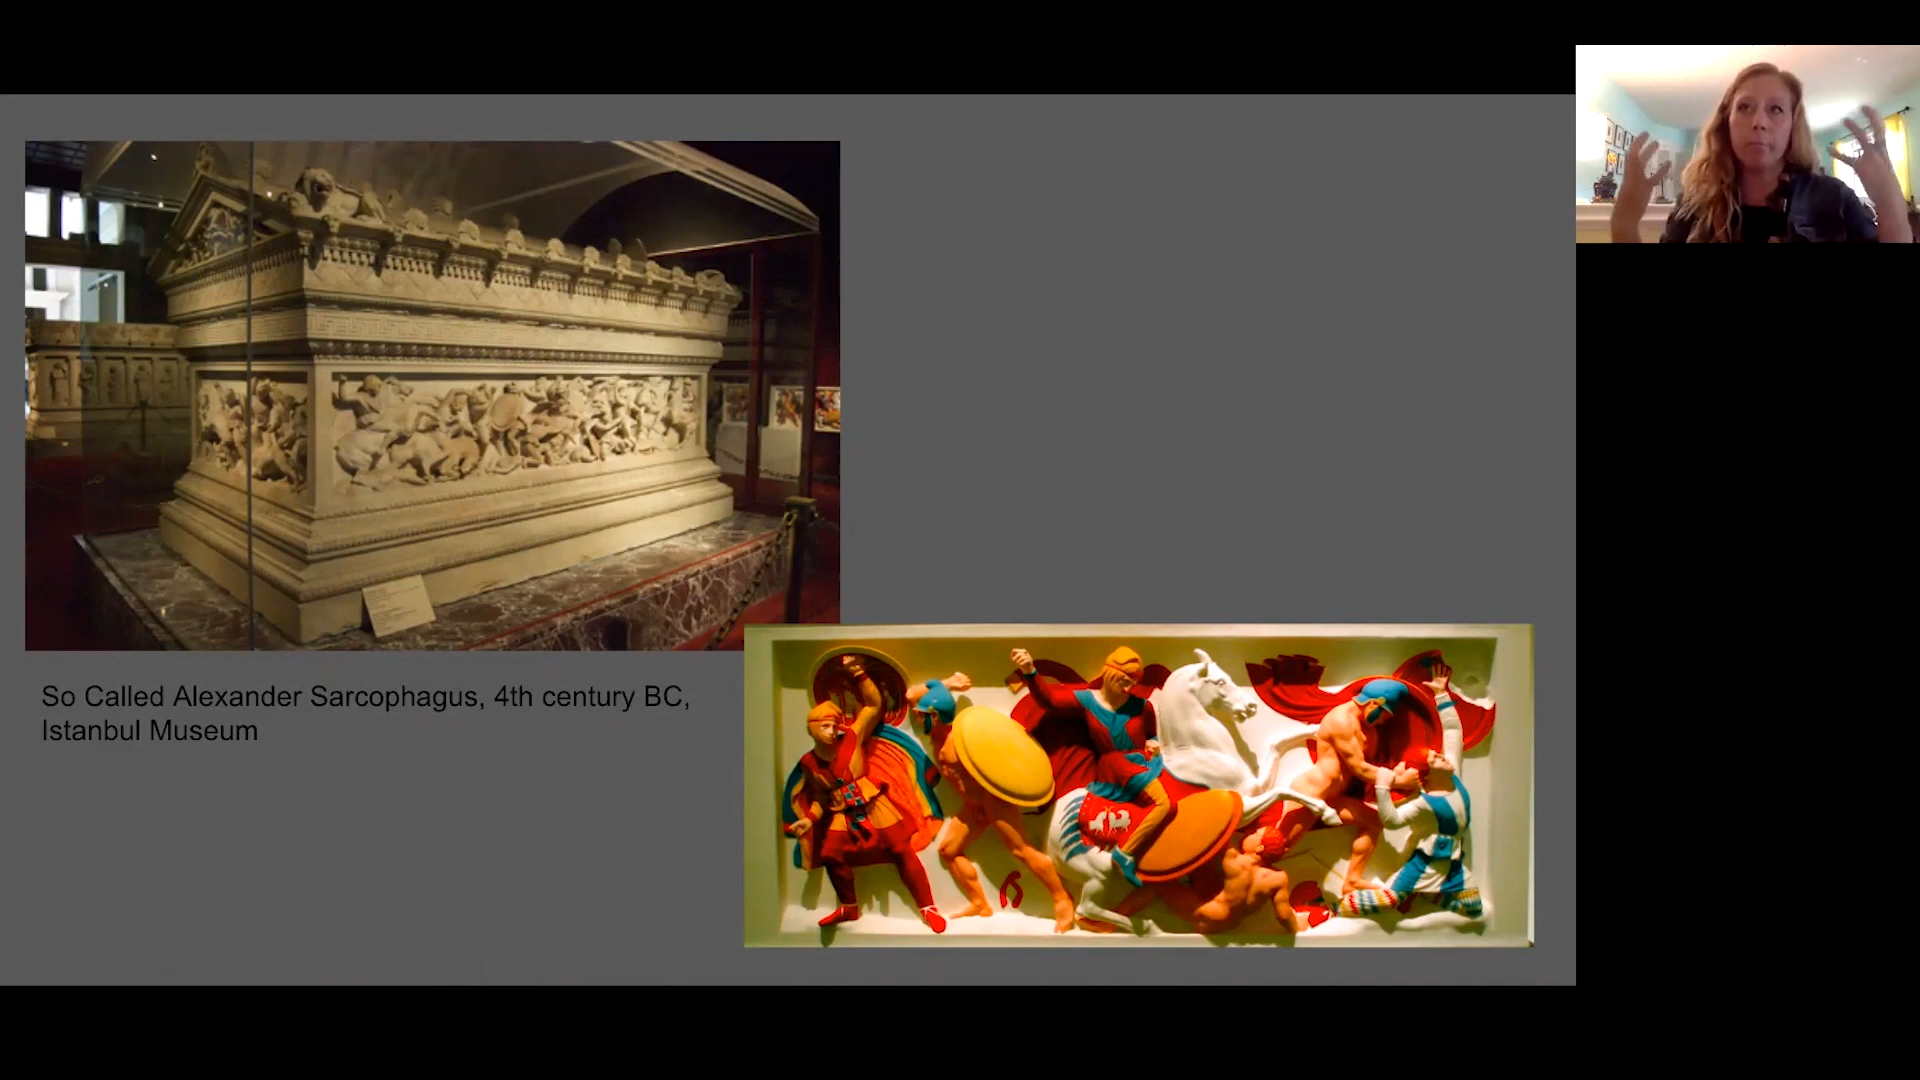 So Called Alexander Sarcophagus, 4th century BC,
Istanbul Museum